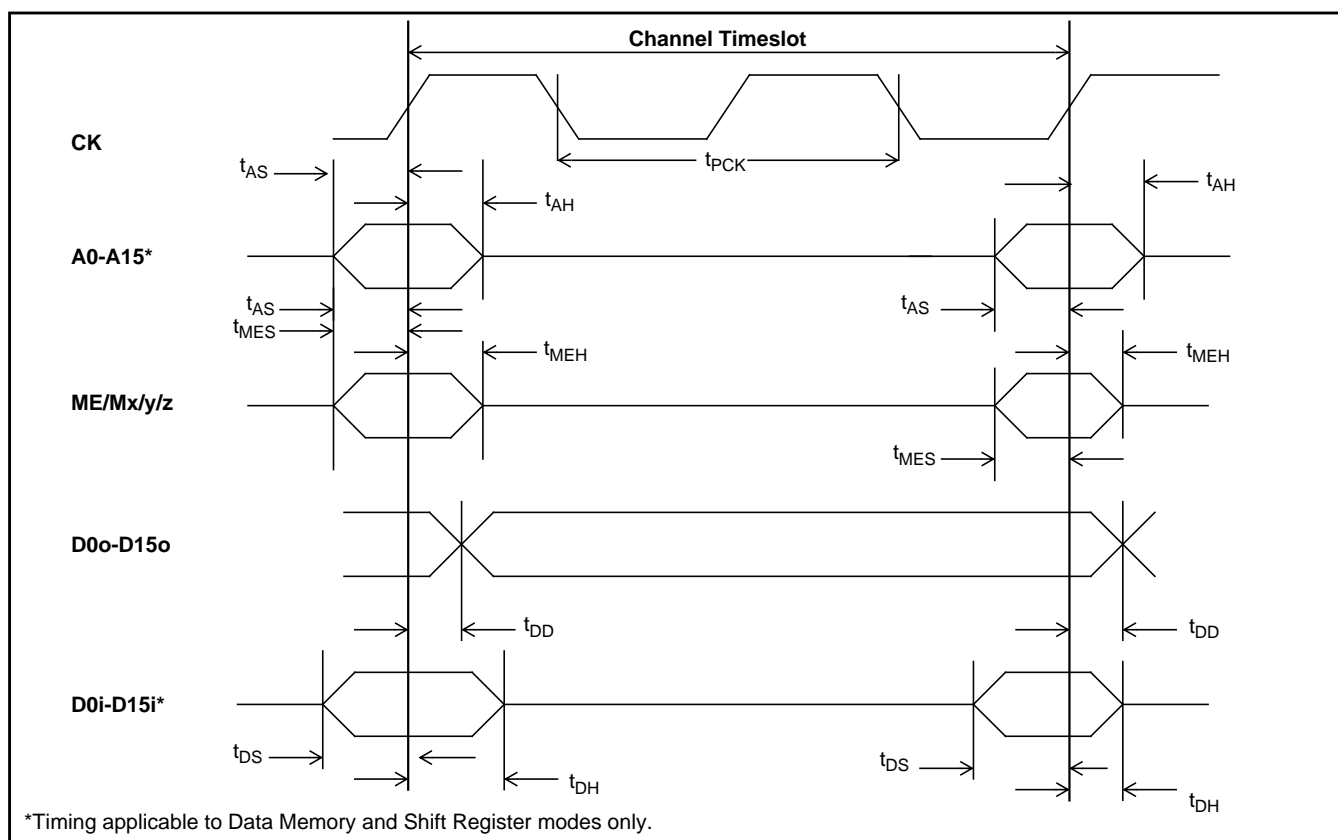 Channel Timeslot
CK
tPCK
tAS
tAH
tAH
A0-A15*
tAS
tAS
tMES
tMEH
tMEH
ME/Mx/y/z
tMES
D0o-D15o
tDD
tDD
D0i-D15i*
tDS
tDS
tDH
tDH
*Timing applicable to Data Memory and Shift Register modes only.